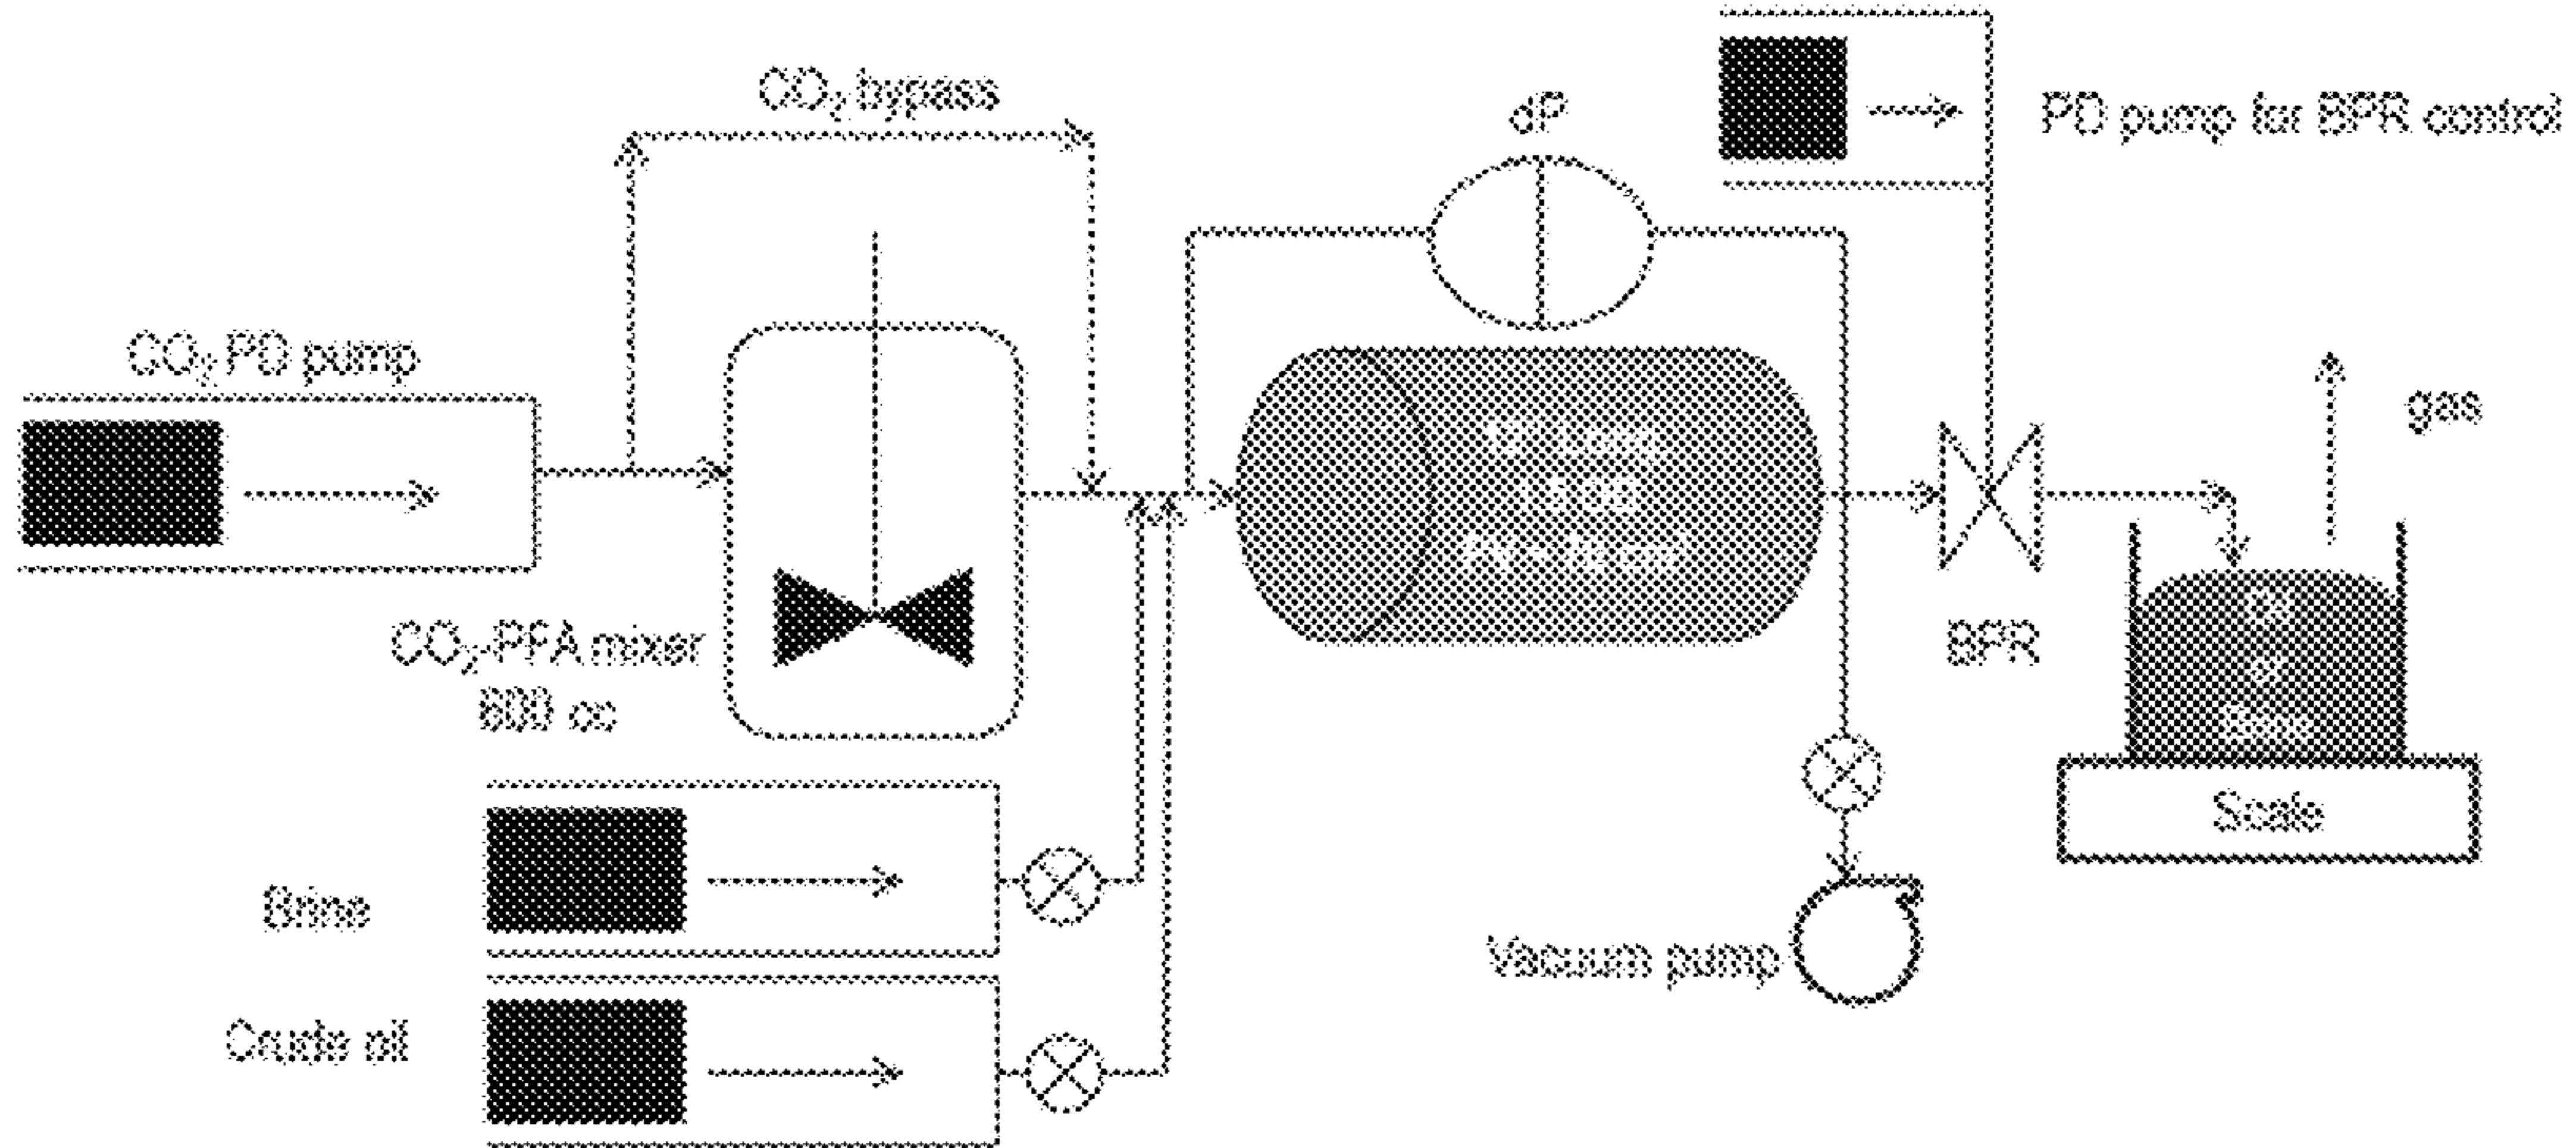 CO₂ bypass
dP
PD pump for BPR control
CO₂ PD pump
gas
CO₂-PFA mixer
600 cc
BPR
Brine
Crude oil
Vacuum pump
Scale